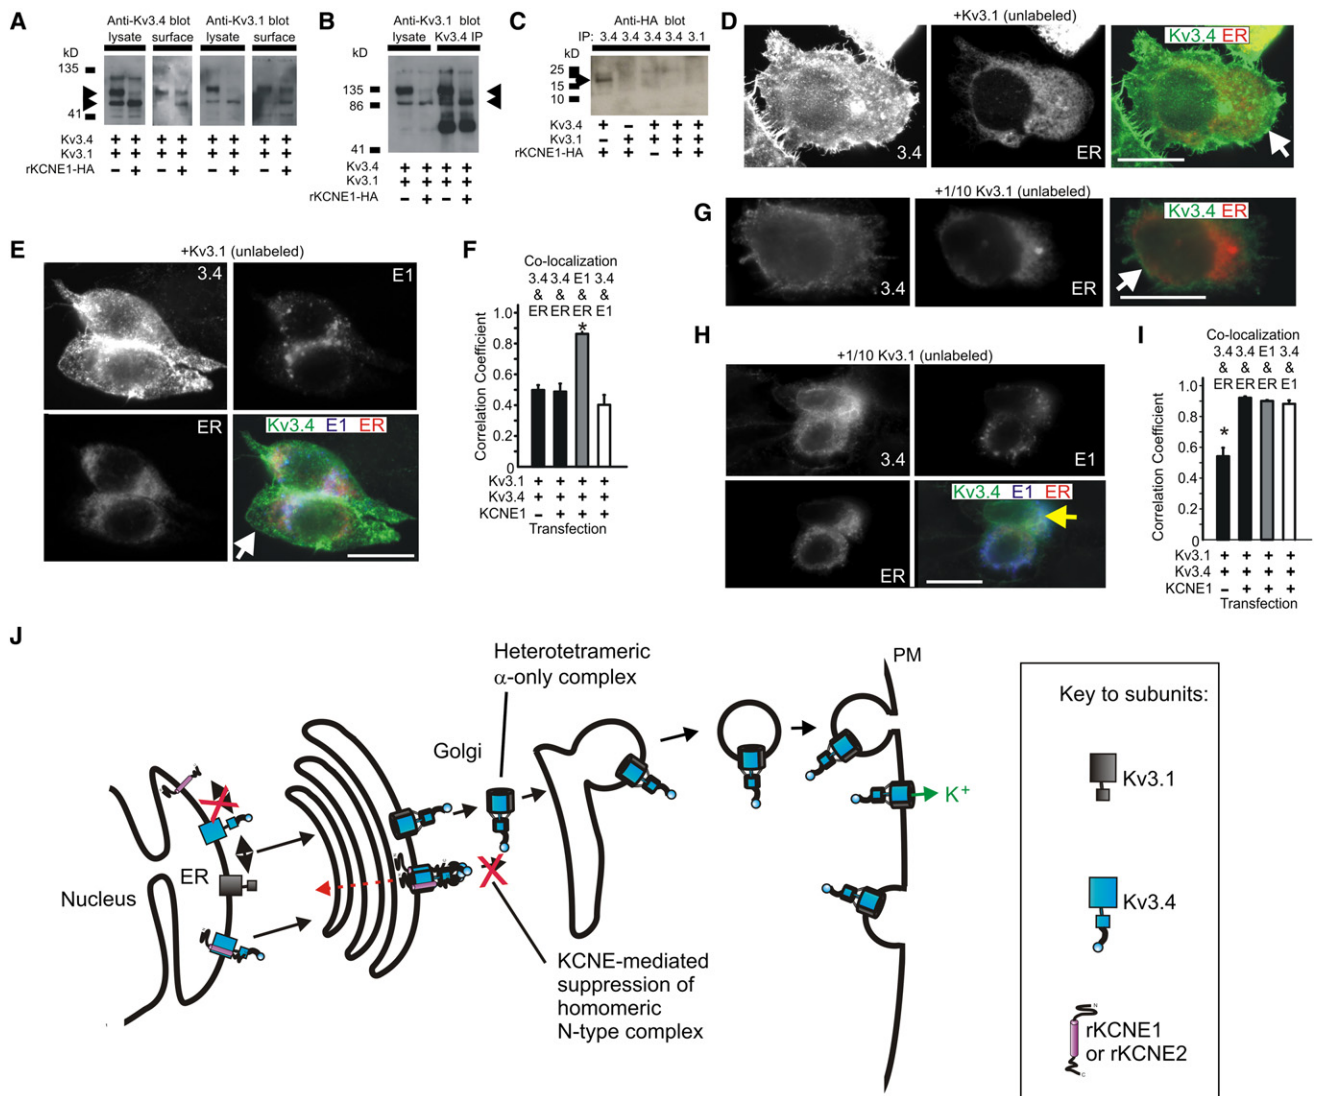 A
Anti-Kv3.4 blot
Anti-Kv3.1 blot
lysate surface lysate surface
kD
135
41
Kv3.4 + + + + + + + +
Kv3.1 + + + + + + + +
rKCNE1-HA − + − + − + − +
B
Anti-Kv3.1 blot
lysate Kv3.4 IP
kD
135
86
41
Kv3.4 + + + +
Kv3.1 + + + +
rKCNE1-HA − + − +
C
Anti-HA blot
IP: 3.4 3.4 3.4 3.4 3.1
kD
25
15
10
Kv3.4 + − + + +
Kv3.1 + + + +
rKCNE1-HA + + − + +
D
+Kv3.1 (unlabeled)
3.4
ER
Kv3.4 ER
E
+Kv3.1 (unlabeled)
3.4
E1
ER
Kv3.4 E1 ER
F
Co-localization
3.4 3.4 E1 3.4
& & & &
ER ER ER E1
*
Correlation Coefficient
1.0
0.8
0.6
0.4
0.2
0
Kv3.1 + + + +
Kv3.4 + + + +
KCNE1 − + + +
Transfection
G
+1/10 Kv3.1 (unlabeled)
3.4
ER
Kv3.4 ER
H
+1/10 Kv3.1 (unlabeled)
3.4
E1
ER
Kv3.4 E1 ER
I
Co-localization
3.4 3.4 E1 3.4
& & & &
ER ER ER E1
*
Correlation Coefficient
1.0
0.8
0.6
0.4
0.2
0
Kv3.1 + + + +
Kv3.4 + + + +
KCNE1 − + + +
Transfection
J
Heterotetrameric
α-only complex
PM
Golgi
K+
ER
Nucleus
KCNE-mediated
suppression of
homomeric
N-type complex
Key to subunits:
Kv3.1
Kv3.4
N
rKCNE1
or rKCNE2
C